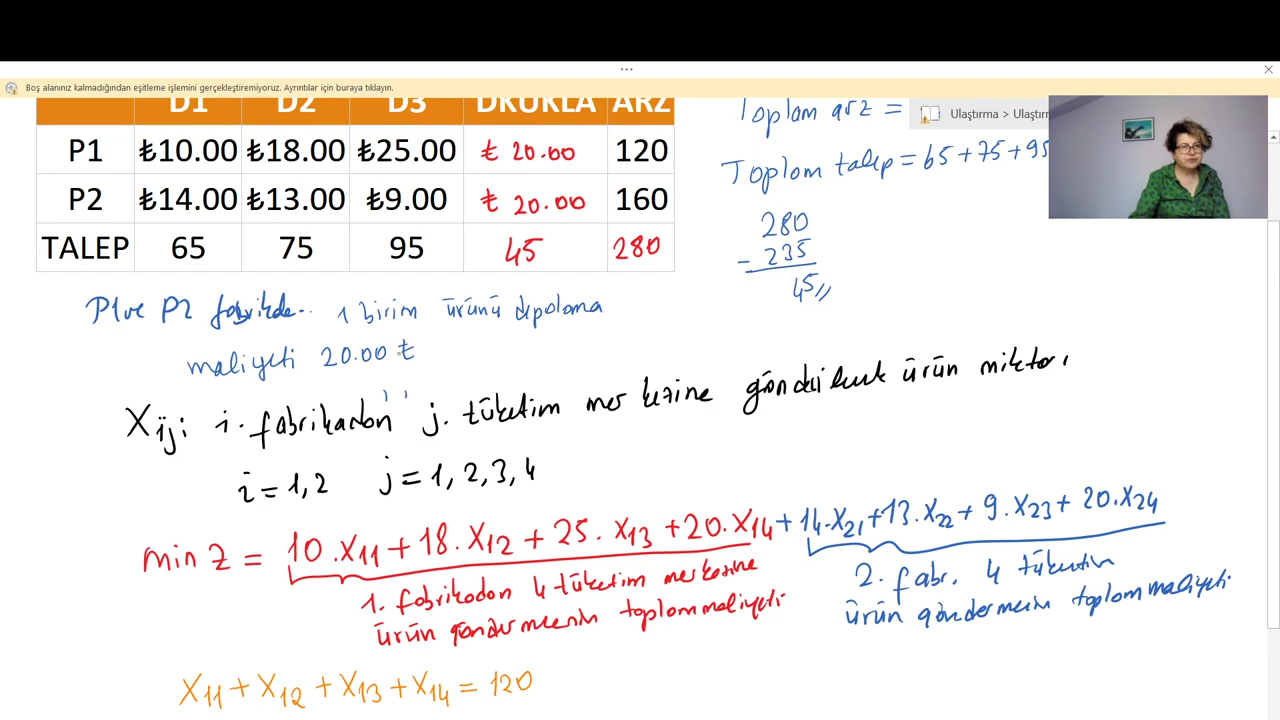 Boş alanınız kalmadığından eşitleme işlemini gerçekleştiremiyoruz. Ayrıntılar için buraya tıklayın.
D1 D2 D3 DKUKLA ARZ
P1 ₺10.00 ₺18.00 ₺25.00 ₺ 20.00 120
P2 ₺14.00 ₺13.00 ₺9.00 ₺ 20.00 160
TALEP 65 75 95 45 280
Toplam arz =
Ulaştırma > Ulaştırm
Toplam talep = 65+75+95
280
- 235
45//
P1 ve P2 fabrikda.. 1 birim ürünü depolama
maliyeti 20.00 ₺
Xij: i. fabrikadan j. tüketim merkezine gönderilecek ürün miktarı
i = 1,2 j = 1, 2, 3, 4
min Z = 10.X11 + 18.X12 + 25.X13 + 20.X14 + 14.X21 + 13.X22 + 9.X23 + 20.X24
1. fabrikadan 4 tüketim merkezine
ürün göndermenin toplam maliyeti
2. fabr. 4 tüketim
ürün göndermenin toplam maliyeti
X11 + X12 + X13 + X14 = 120